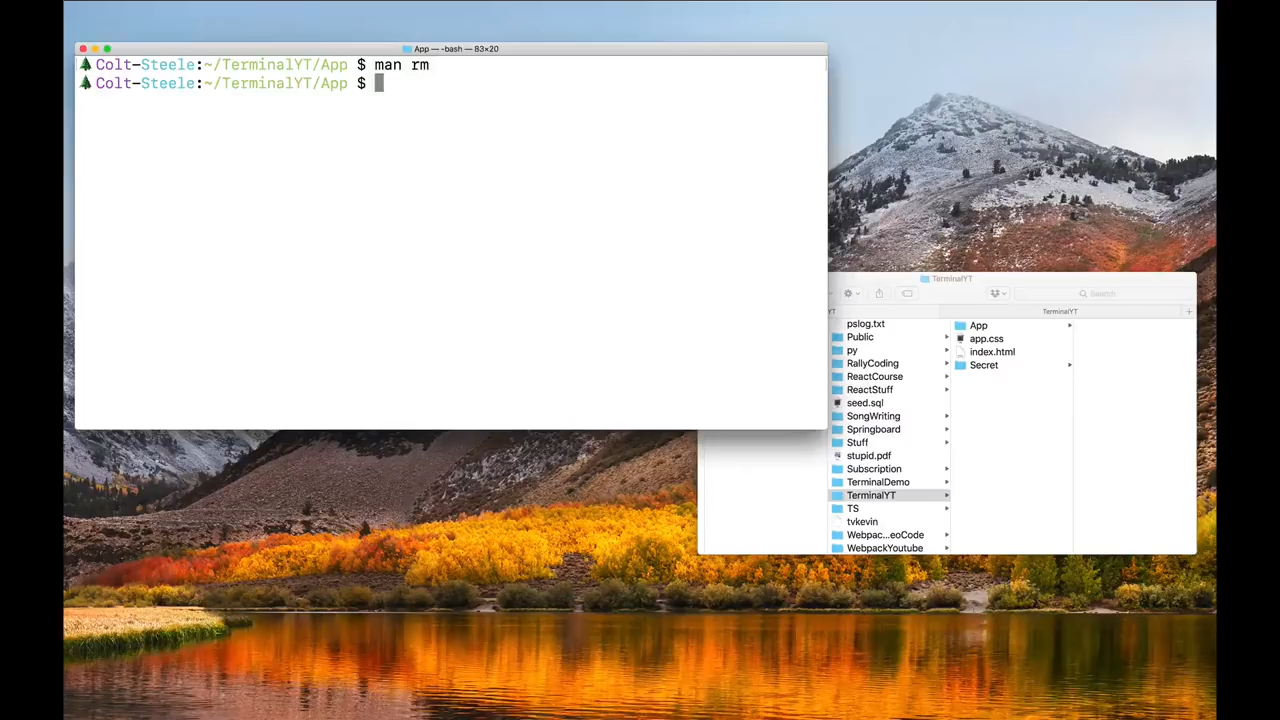 App — -bash — 83×20
Colt-Steele:~/TerminalYT/App $ man rm
Colt-Steele:~/TerminalYT/App $
TerminalYT
Search
YT
TerminalYT
pslog.txt
Public
py
RallyCoding
ReactCourse
ReactStuff
seed.sql
SongWriting
Springboard
Stuff
stupid.pdf
Subscription
TerminalDemo
TerminalYT
TS
tvkevin
Webpac...eoCode
WebpackYoutube
App
app.css
index.html
Secret